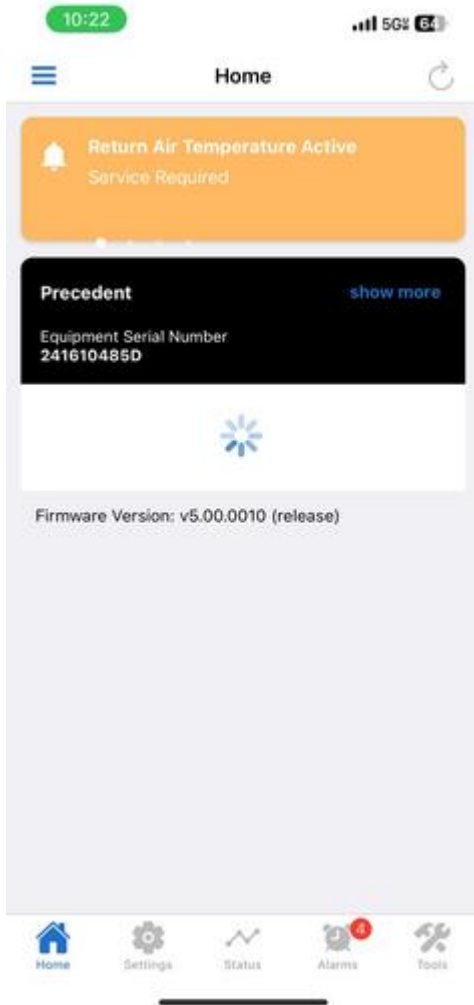 10:22
5G
64
Home
Return Air Temperature Active
Service Required
Precedent
show more
Equipment Serial Number
241610485D
Firmware Version: v5.00.0010 (release)
4
Home
Settings
Status
Alarms
Tools